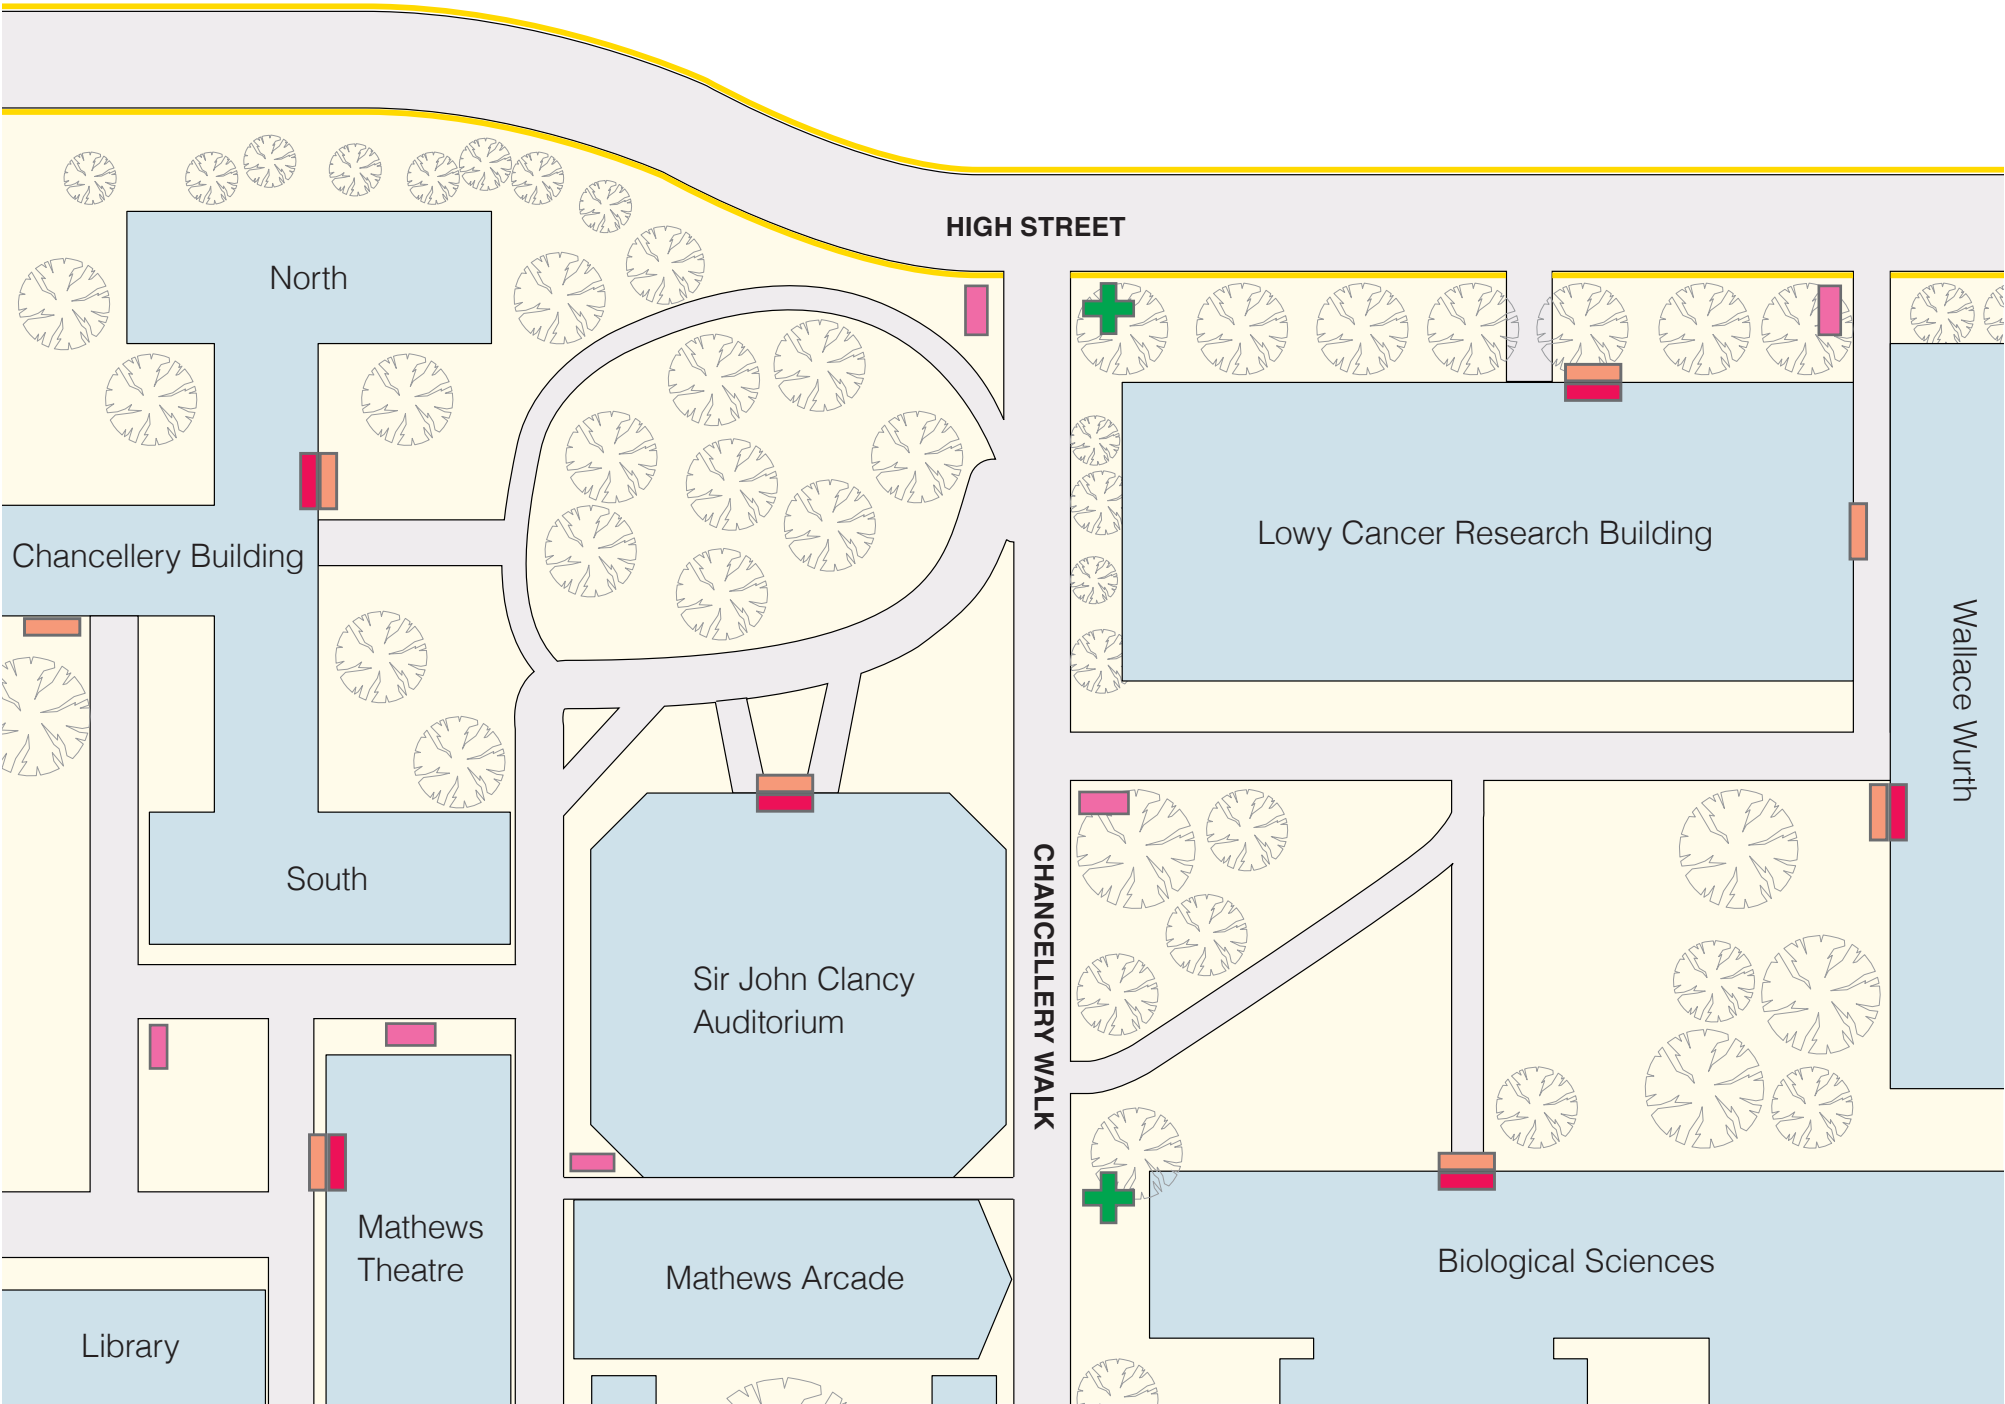 HIGH STREET
North
Lowy Cancer Research Building
Chancellery Building
Wallace Wurth
South
CHANCELLERY WALK
Sir John Clancy
Auditorium
Mathews
Theatre
Mathews Arcade
Biological Sciences
Library